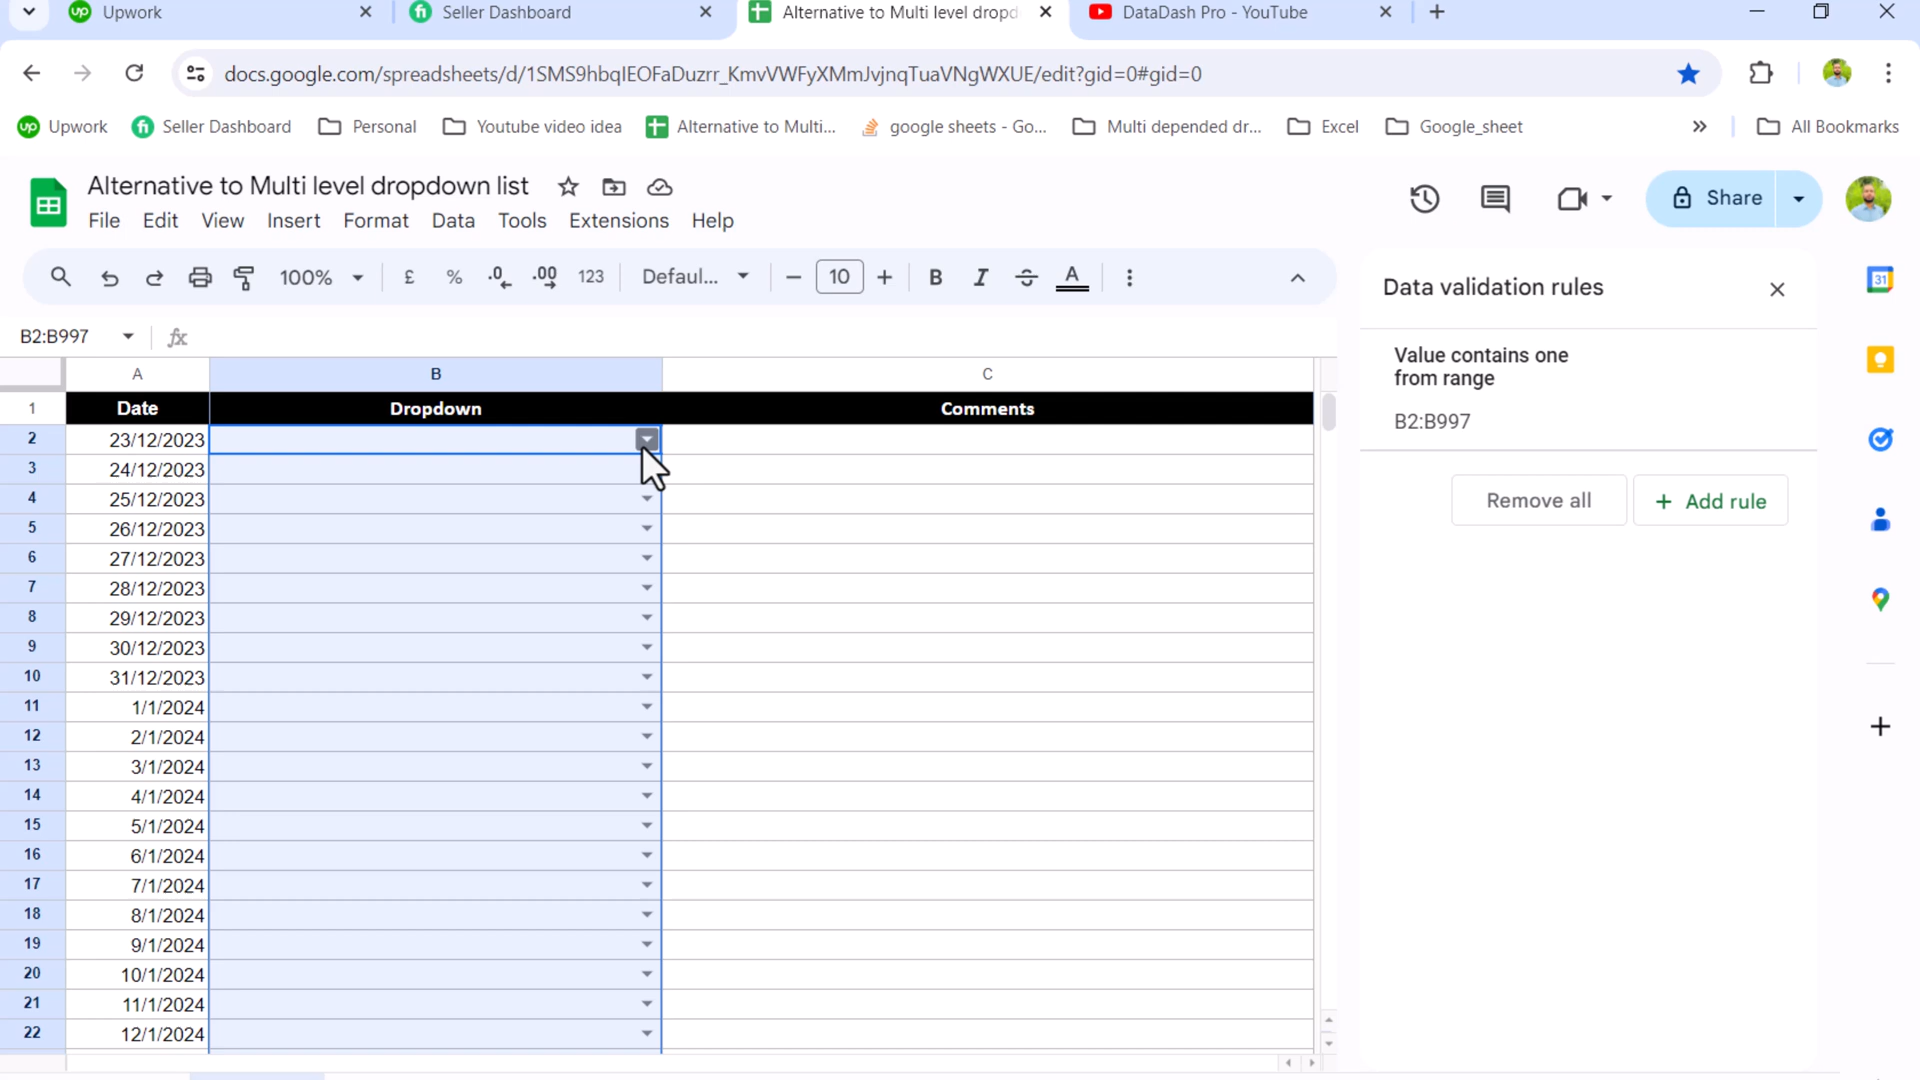 Upwork
Seller Dashboard
Alternative to Multi level dropd
DataDash Pro - YouTube
docs.google.com/spreadsheets/d/1SMS9hbqIEOFaDuzrr_KmvVWFyXMmJvjnqTuaVNgWXUE/edit?gid=0#gid=0
up Upwork
fi Seller Dashboard
Personal
Youtube video idea
Alternative to Multi...
google sheets - Go...
Multi depended dr...
Excel
Google_sheet
All Bookmarks
Alternative to Multi level dropdown list
File Edit View Insert Format Data Tools Extensions Help
Share
100% £ % .0 .00 123 Defaul... 10 B I S A
Data validation rules
31
B2:B997 fx
Value contains one
from range
B2:B997
Remove all
+ Add rule
A B C
1 Date Dropdown Comments
2 23/12/2023
3 24/12/2023
4 25/12/2023
5 26/12/2023
6 27/12/2023
7 28/12/2023
8 29/12/2023
9 30/12/2023
10 31/12/2023
11 1/1/2024
12 2/1/2024
13 3/1/2024
14 4/1/2024
15 5/1/2024
16 6/1/2024
17 7/1/2024
18 8/1/2024
19 9/1/2024
20 10/1/2024
21 11/1/2024
22 12/1/2024